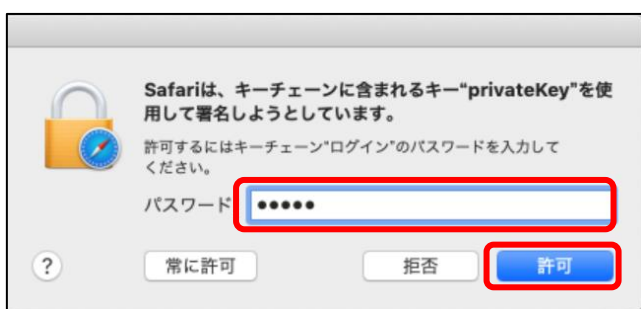 Safariは、キーチェーンに含まれるキー“privateKey”を使
用して署名しようとしています。
許可するにはキーチェーン“ログイン”のパスワードを入力して
ください。
パスワード ●●●●●
? 常に許可 拒否 許可